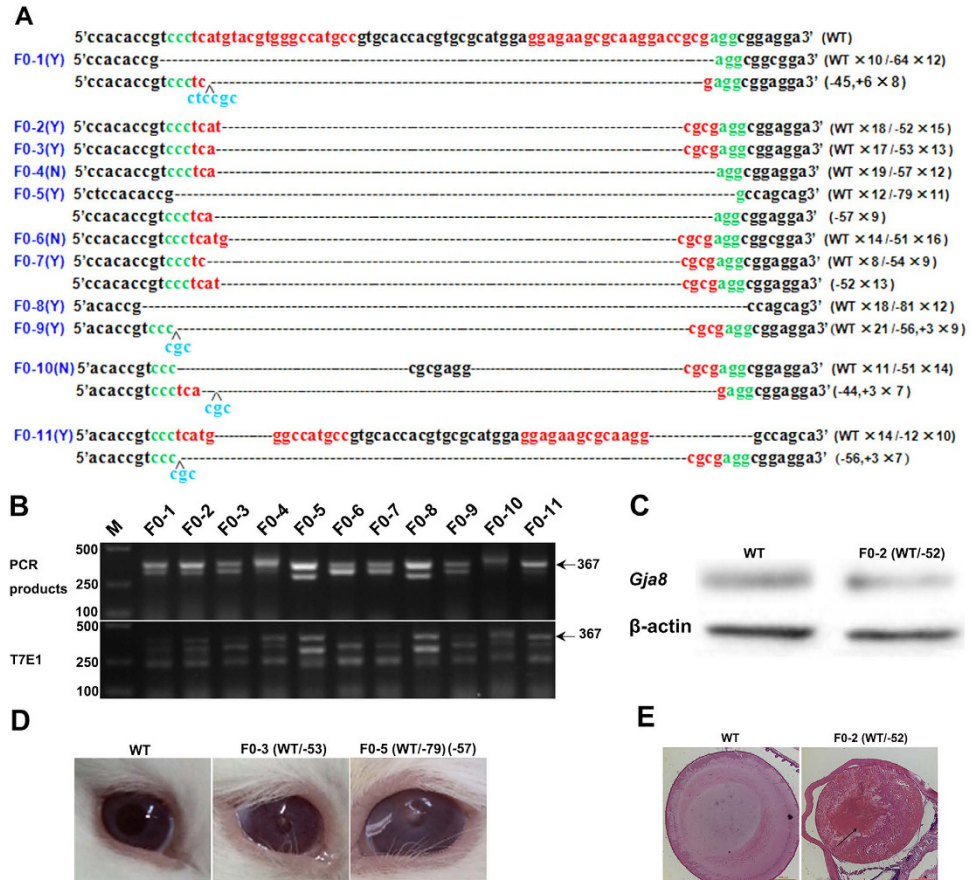 A
5'ccacaccgtccctcatgtacgtgggccatgccgtgcaccacgtgcgcatggaggagaagcgcaaggaccgcgaggcggagga3' (WT)
F0-1(Y) 5'ccacaccg------aggcggcgga3' (WT ×10/-64 ×12)
5'ccacaccgtccctc------gaggcggagga3' (-45,+6 × 8)
ctccgc
F0-2(Y) 5'ccacaccgtccctcat------cgcgaggcggagga3' (WT ×18/-52 ×15)
F0-3(Y) 5'ccacaccgtccctca------cgcgaggcggagga3' (WT ×17/-53 ×13)
F0-4(N) 5'ccacaccgtccctca------aggcggagga3' (WT ×19/-57 ×12)
F0-5(Y) 5'ctccacaccg------gccagcag3' (WT ×12/-79 ×11)
5'ccacaccgtccctca------aggcggagga3' (-57 × 9)
F0-6(N) 5'ccacaccgtccctcatg------cgcgaggcggcgga3' (WT ×14/-51 ×16)
F0-7(Y) 5'ccacaccgtccctc------cgcgaggcggagga3' (WT ×8/-54 ×9)
5'ccacaccgtccctcat------cgcgaggcggagga3' (-52 ×13)
F0-8(Y) 5'acaccg------ccagcag3' (WT ×18/-81 ×12)
F0-9(Y) 5'acaccgtccc------cgcgaggcggagga3' (WT ×21/-56,+3 ×9)
cgc
F0-10(N) 5'acaccgtccc------cgcgagg------cgcgaggcggagga3' (WT ×11/-51 ×14)
5'acaccgtccctca------gaggcggagga3' (-44,+3 ×7)
cgc
F0-11(Y) 5'acaccgtccctcatg------ggccatgccgtgcaccacgtgcgcatggaggagaagcgcaagg------gccagca3' (WT ×14/-12 ×10)
5'acaccgtccc------cgcgaggcggagga3' (-56,+3 ×7)
cgc
B
M F0-1 F0-2 F0-3 F0-4 F0-5 F0-6 F0-7 F0-8 F0-9 F0-10 F0-11
PCR products
500
250
100
367
T7E1
500
250
100
367
C
WT F0-2 (WT/-52)
Gja8
β-actin
D
WT F0-3 (WT/-53) F0-5 (WT/-79) (-57)
E
WT F0-2 (WT/-52)